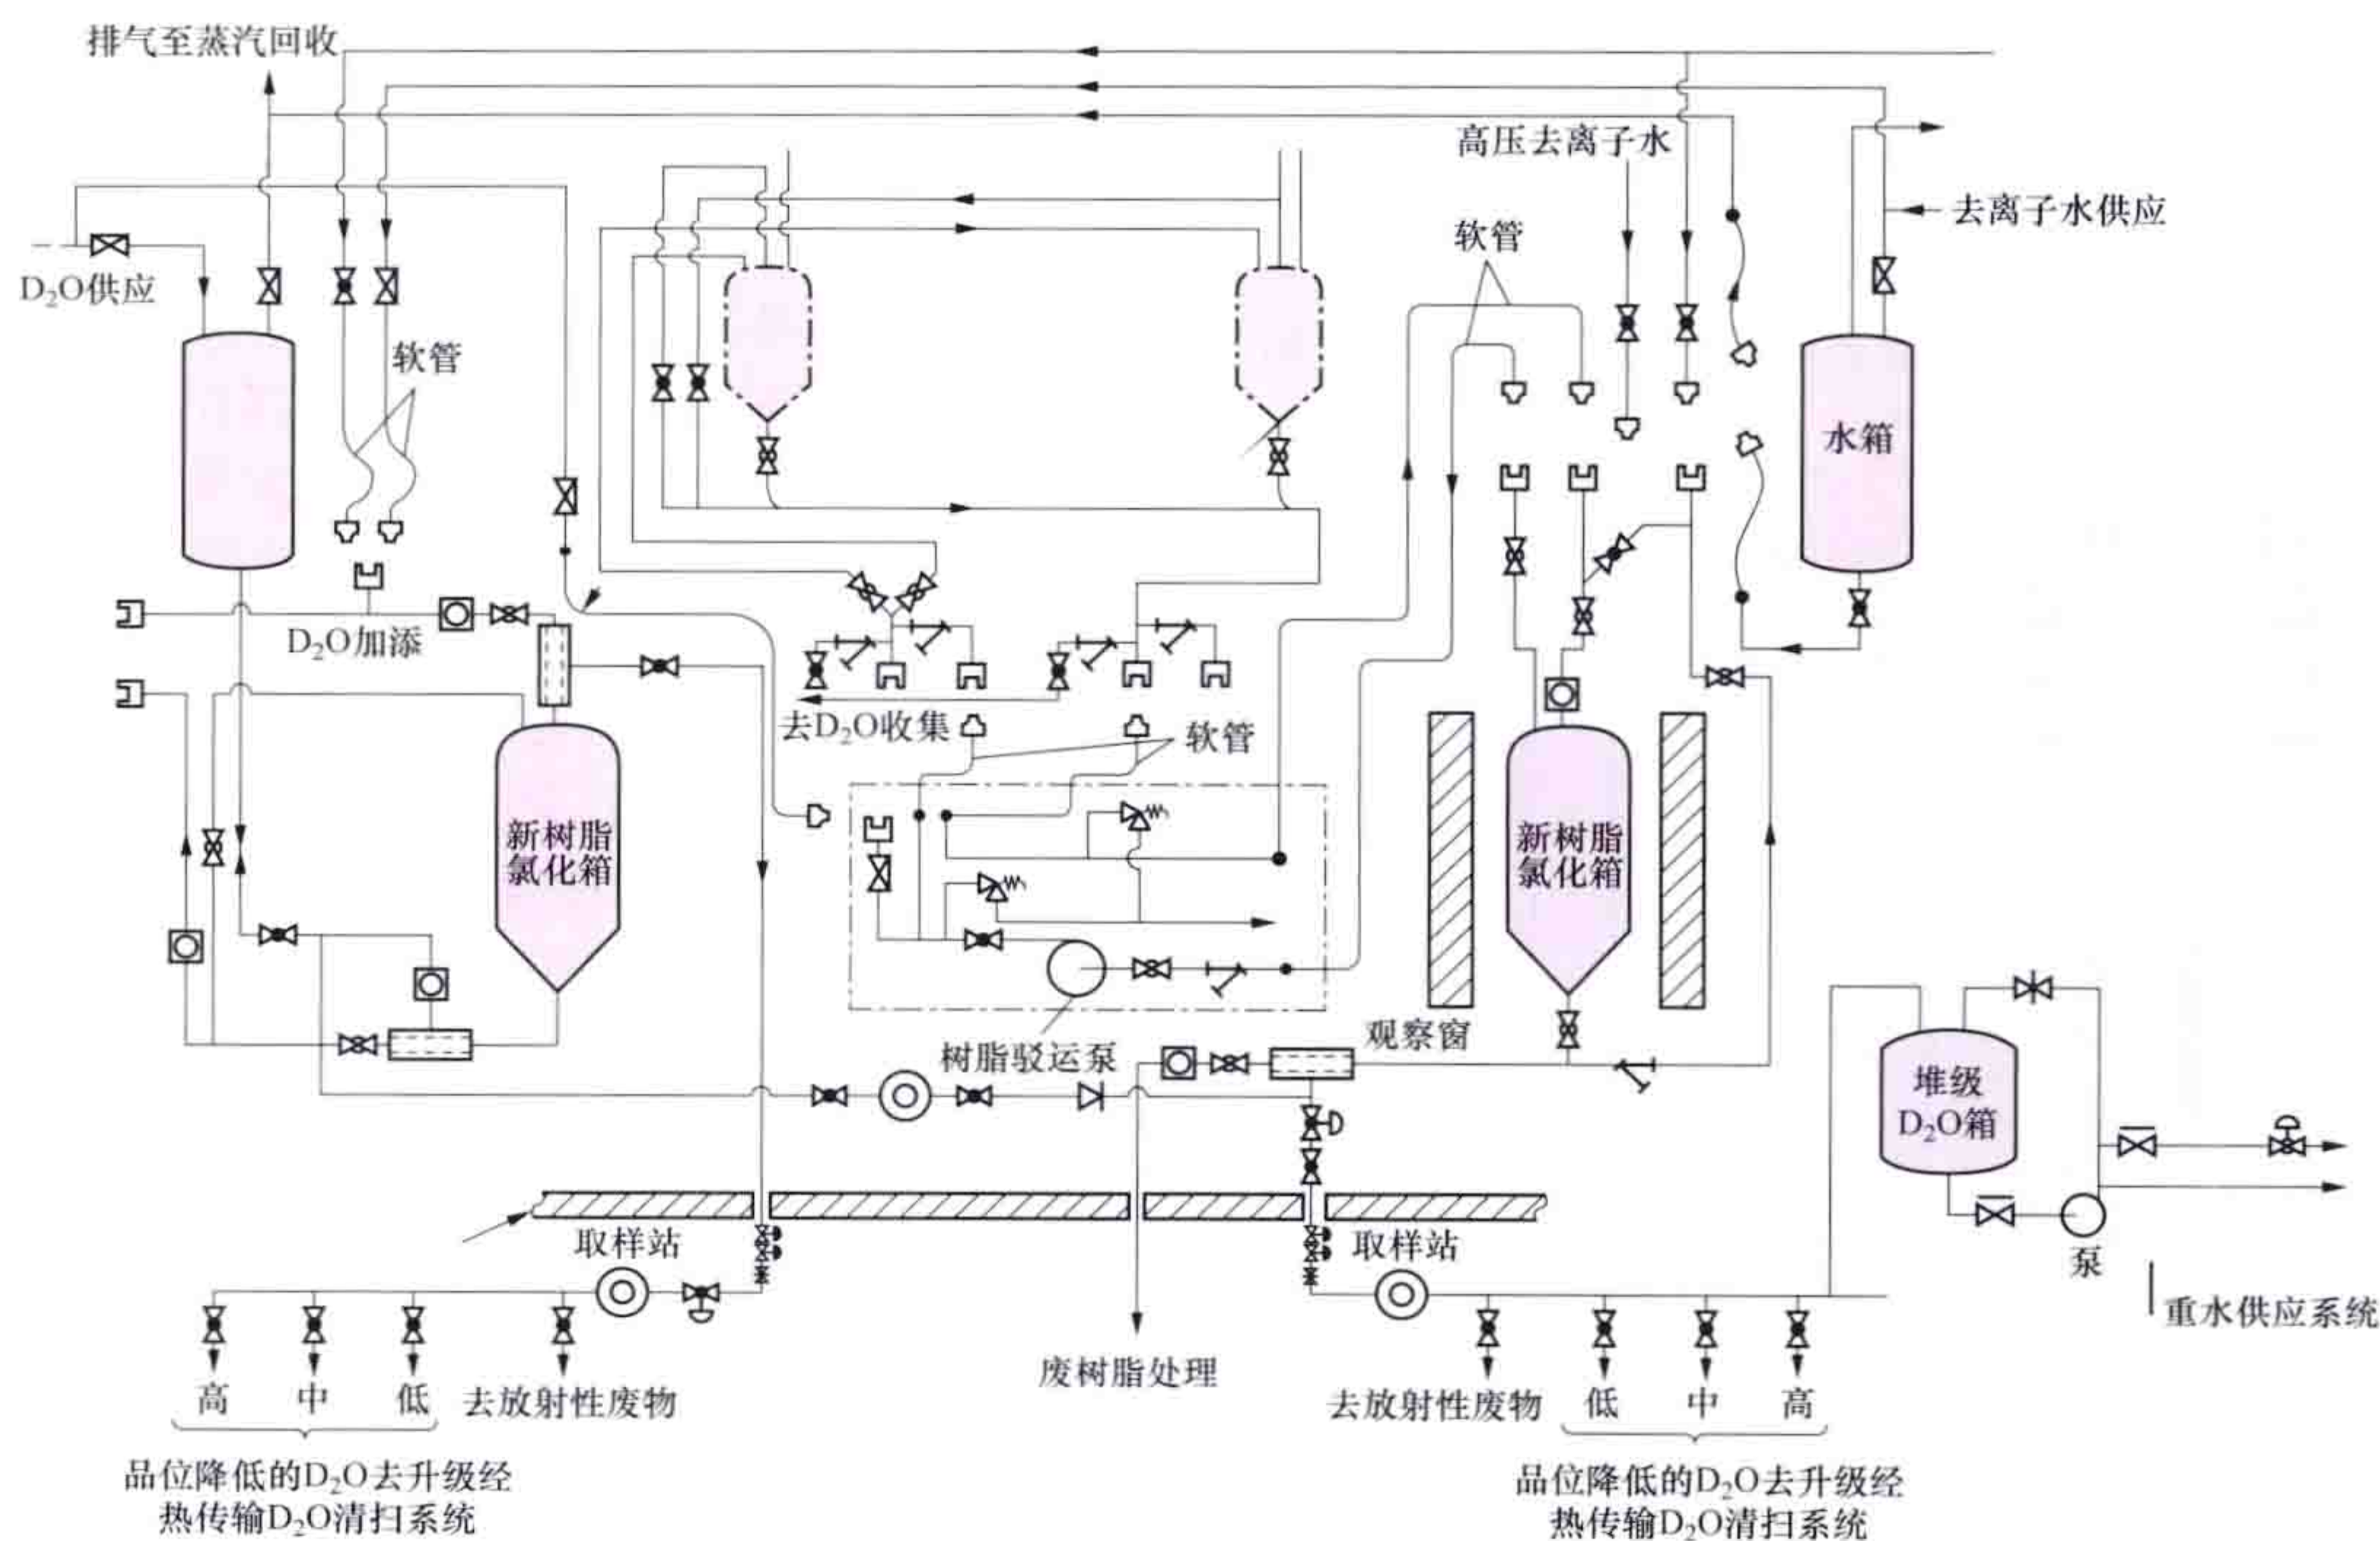 排气至蒸汽回收
高压去离子水
去离子水供应
软管
D₂O供应
软管
水箱
D₂O加添
去D₂O收集
软管
新树脂
氯化箱
新树脂
氯化箱
观察窗
树脂驳运泵
堆级
D₂O箱
取样站
取样站
泵
重水供应系统
废树脂处理
高
中
低
去放射性废物
去放射性废物
低
中
高
品位降低的D₂O去升级经
热传输D₂O清扫系统
品位降低的D₂O去升级经
热传输D₂O清扫系统